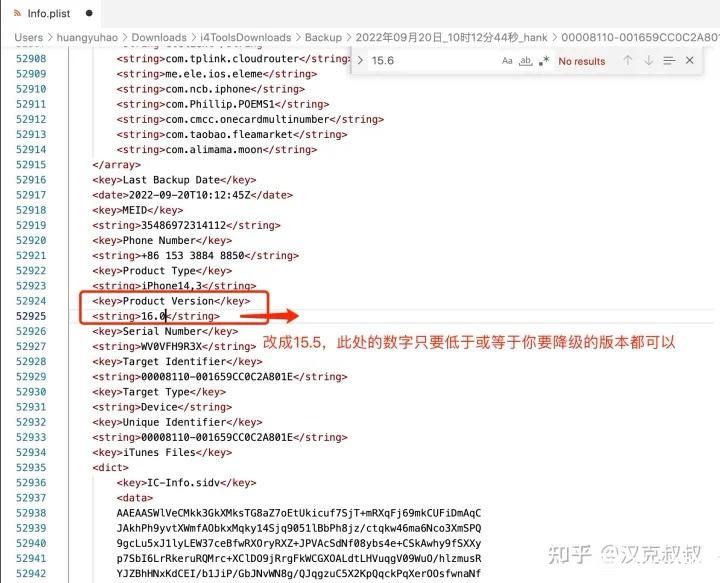 Info.plist
Users > huangyuhao > Downloads > i4ToolsDownloads > Backup > 2022年09月20日_10时12分44秒_hank > 00008110-001659CC0C2A801
15.6
Aa ab No results
52908 <string>com.tplink.cloudrouter</string>
52909 <string>me.ele.ios.eleme</string>
52910 <string>com.ncb.iphone</string>
52911 <string>com.Phillip.POEMS1</string>
52912 <string>com.cmcc.onecardmultinumber</string>
52913 <string>com.taobao.fleamarket</string>
52914 <string>com.alimama.moon</string>
52915 </array>
52916 <key>Last Backup Date</key>
52917 <date>2022-09-20T10:12:45Z</date>
52918 <key>MEID</key>
52919 <string>35486972314112</string>
52920 <key>Phone Number</key>
52921 <string>+86 153 3884 8850</string>
52922 <key>Product Type</key>
52923 <string>iPhone14,3</string>
52924 <key>Product Version</key>
52925 <string>16.0</string>
52926 <key>Serial Number</key>
52927 <string>WV0VFH9R3X</string>
改成15.5，此处的数字只要低于或等于你要降级的版本都可以
52928 <key>Target Identifier</key>
52929 <string>00008110-001659CC0C2A801E</string>
52930 <key>Target Type</key>
52931 <string>Device</string>
52932 <key>Unique Identifier</key>
52933 <string>00008110-001659CC0C2A801E</string>
52934 <key>iTunes Files</key>
52935 <dict>
52936 <key>IC-Info.sidv</key>
52937 <data>
52938 AAEAASWlVeCMkk3GkXMksTG8aZ7oEtUkicuf7SjT+mRXqFj69mkCUFiDmAqC
52939 JAkhPh9yvtXWmfAObkxMqky14Sjq9051lBbPh8jz/ctqkw46ma6Nco3XmSPQ
52940 9gcLu5xJ1lyLEW37ceBfwRXOryRXZ+JPVAcSdNf08ybs4e+CSkAwhy9fSXXy
52941 p7SbI6LrRkeruRQMrc+XClDO9jRrgFkWCGXOALdtLHVuqgV09WuO/hlzmusR
52942 YJZBhHNxKdCEI/b1JiP/GbJNvWN8g/QJqgzuC5X2KpQqckPqXerOOsfwnaNf
知乎 @汉克叔叔